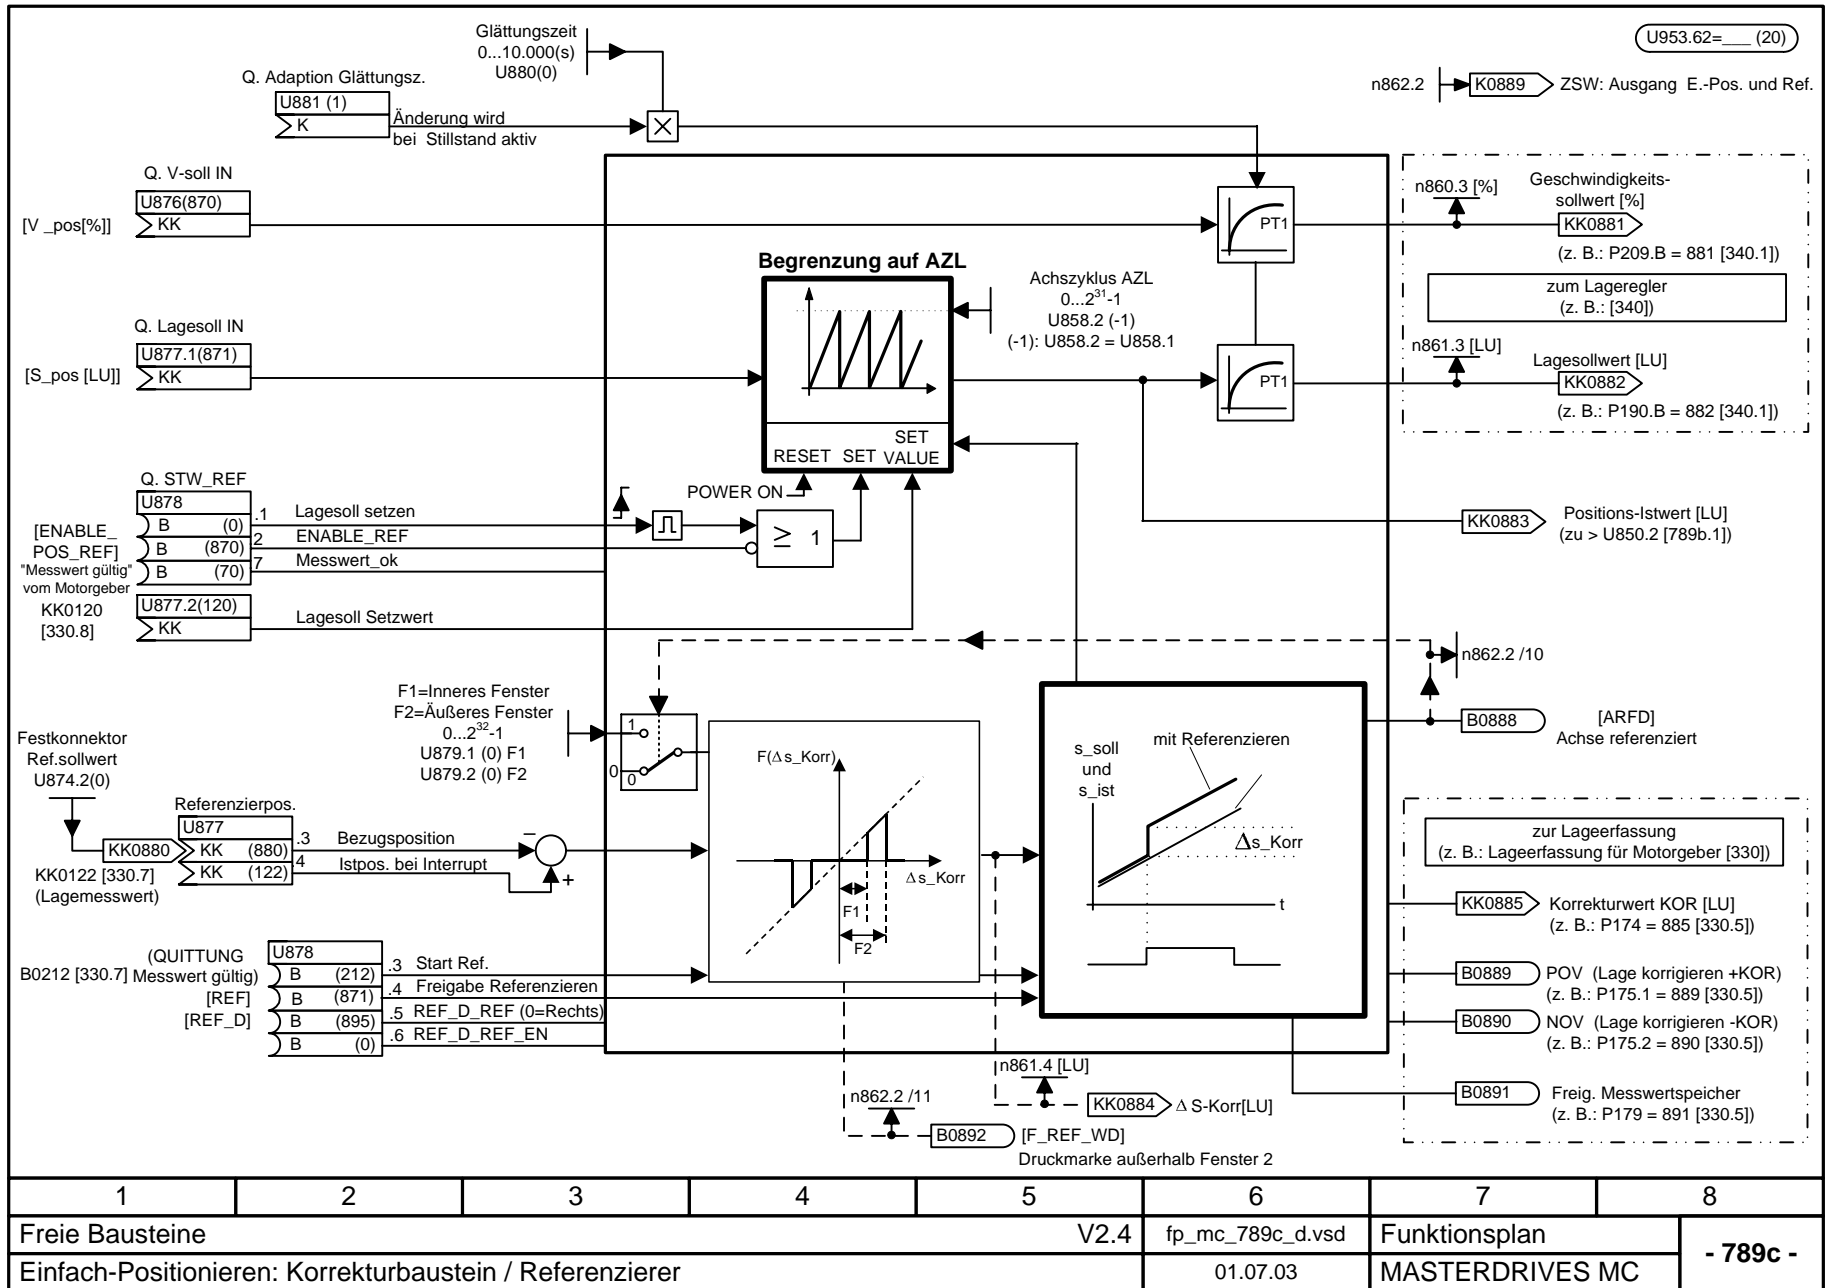 Glättungszeit
0...10.000(s)
U880(0)
U953.62=___ (20)
n862.2
K0889
ZSW: Ausgang E.-Pos. und Ref.
Q. Adaption Glättungsz.
U881 (1)
K
Änderung wird
bei Stillstand aktiv
Q. V-soll IN
U876(870)
KK
[V _pos[%]]
PT1
n860.3 [%]
Geschwindigkeits-
sollwert [%]
KK0881
(z. B.: P209.B = 881 [340.1])
zum Lageregler
(z. B.: [340])
Begrenzung auf AZL
Achszyklus AZL
0...2³¹-1
U858.2 (-1)
(-1): U858.2 = U858.1
Q. Lagesoll IN
U877.1(871)
KK
[S_pos [LU]]
PT1
n861.3 [LU]
Lagesollwert [LU]
KK0882
(z. B.: P190.B = 882 [340.1])
RESET SET SET
VALUE
POWER ON
Q. STW_REF
U878
B (0) .1 Lagesoll setzen
B (870) .2 ENABLE_REF
B (70) .7 Messwert_ok
[ENABLE_
POS_REF]
"Messwert gültig"
vom Motorgeber
KK0120
[330.8]
U877.2(120)
KK
Lagesoll Setzwert
≥ 1
KK0883
Positions-Istwert [LU]
(zu > U850.2 [789b.1])
n862.2 /10
F1=Inneres Fenster
F2=Äußeres Fenster
0...2³²-1
U879.1 (0) F1
U879.2 (0) F2
1
0
0
B0888
[ARFD]
Achse referenziert
Festkonnektor
Ref.sollwert
U874.2(0)
Referenzierpos.
U877
KK0880
KK (880) .3 Bezugsposition
KK (122) .4 Istpos. bei Interrupt
KK0122 [330.7]
(Lagemesswert)
−
+
F(Δs_Korr)
Δs_Korr
F1
F2
s_soll
und
s_ist
mit Referenzieren
Δs_Korr
t
zur Lageerfassung
(z. B.: Lageerfassung für Motorgeber [330])
KK0885
Korrekturwert KOR [LU]
(z. B.: P174 = 885 [330.5])
(QUITTUNG
B0212 [330.7] Messwert gültig)
[REF]
[REF_D]
U878
B (212) .3 Start Ref.
B (871) .4 Freigabe Referenzieren
B (895) .5 REF_D_REF (0=Rechts)
B (0) .6 REF_D_REF_EN
B0889
POV (Lage korrigieren +KOR)
(z. B.: P175.1 = 889 [330.5])
B0890
NOV (Lage korrigieren -KOR)
(z. B.: P175.2 = 890 [330.5])
n861.4 [LU]
KK0884
Δ S-Korr[LU]
B0891
Freig. Messwertspeicher
(z. B.: P179 = 891 [330.5])
n862.2 /11
B0892
[F_REF_WD]
Druckmarke außerhalb Fenster 2
1 2 3 4 5 6 7 8
Freie Bausteine V2.4 fp_mc_789c_d.vsd Funktionsplan
Einfach-Positionieren: Korrekturbaustein / Referenzierer 01.07.03 MASTERDRIVES MC
- 789c -